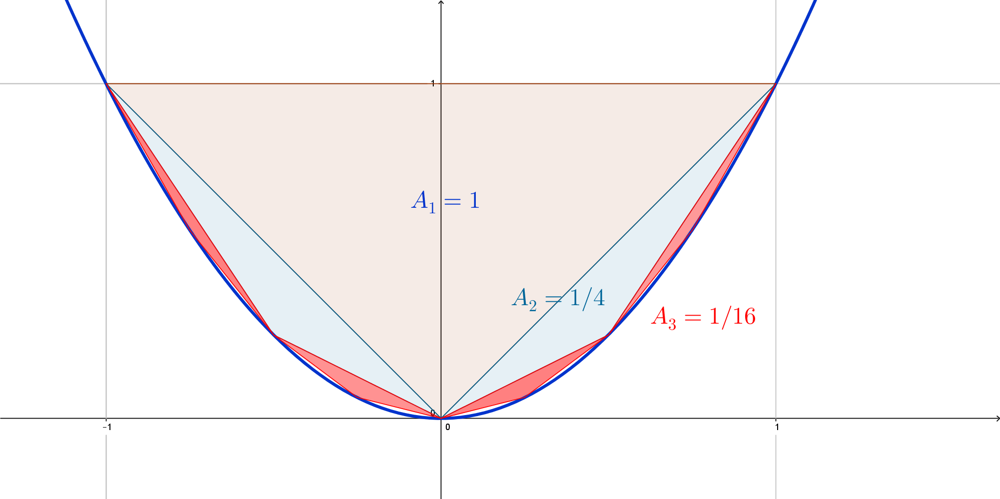 1
A₁ = 1
A₂ = 1/4
A₃ = 1/16
0
−1
0
1